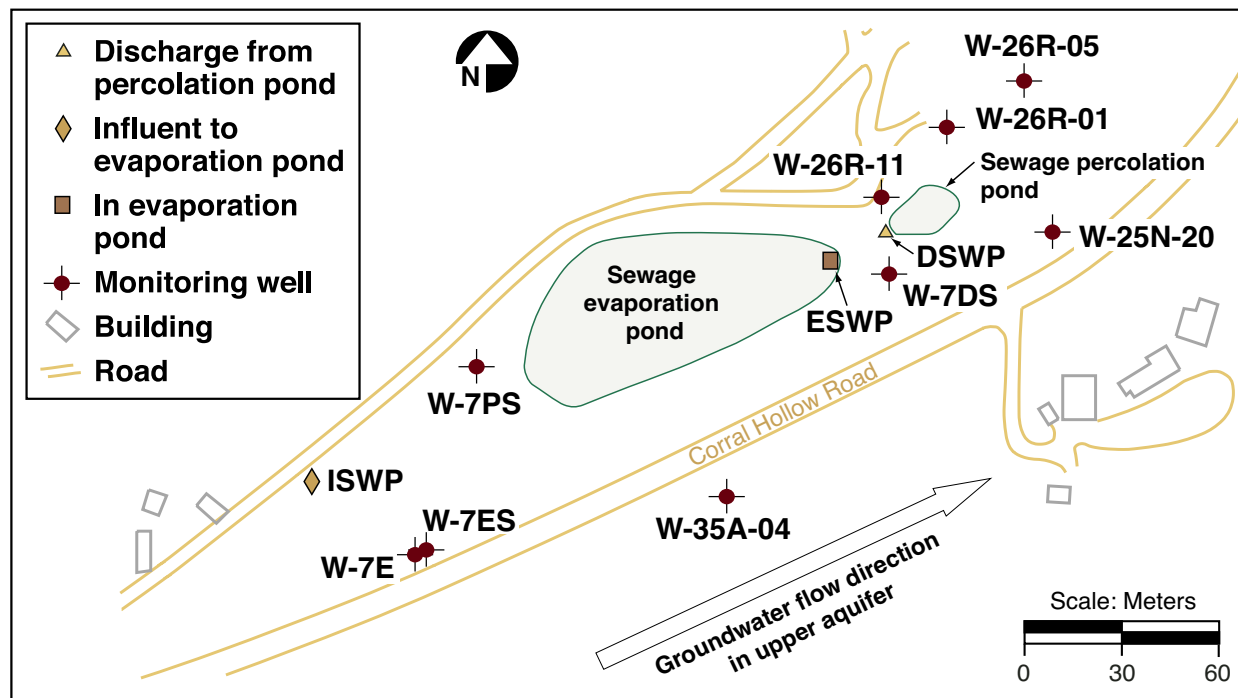 Discharge from
percolation pond
Influent to
evaporation pond
In evaporation
pond
Monitoring well
Building
Road
N
W-26R-05
W-26R-01
W-26R-11
Sewage percolation
pond
W-25N-20
DSWP
W-7DS
ESWP
Sewage
evaporation
pond
W-7PS
Corral Hollow Road
ISWP
W-7ES
W-7E
W-35A-04
Groundwater flow direction
in upper aquifer
Scale: Meters
0 30 60